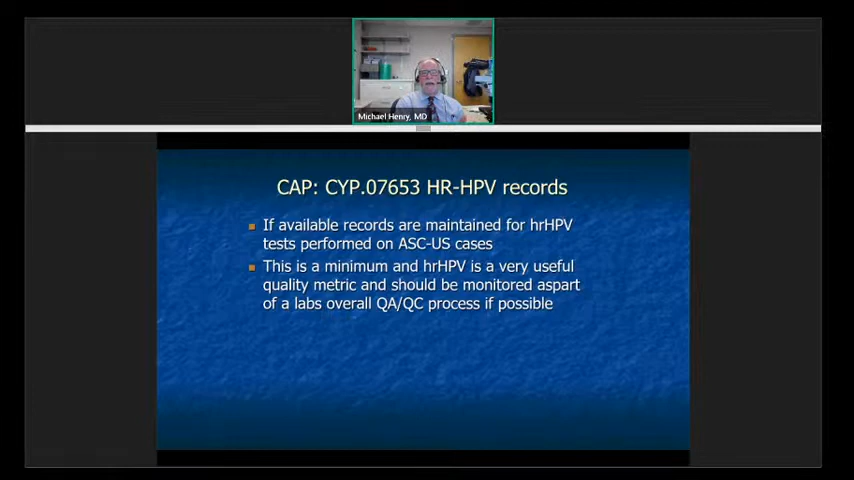 Michael Henry, MD
CAP: CYP.07653 HR-HPV records
If available records are maintained for hrHPV
tests performed on ASC-US cases
This is a minimum and hrHPV is a very useful
quality metric and should be monitored aspart
of a labs overall QA/QC process if possible